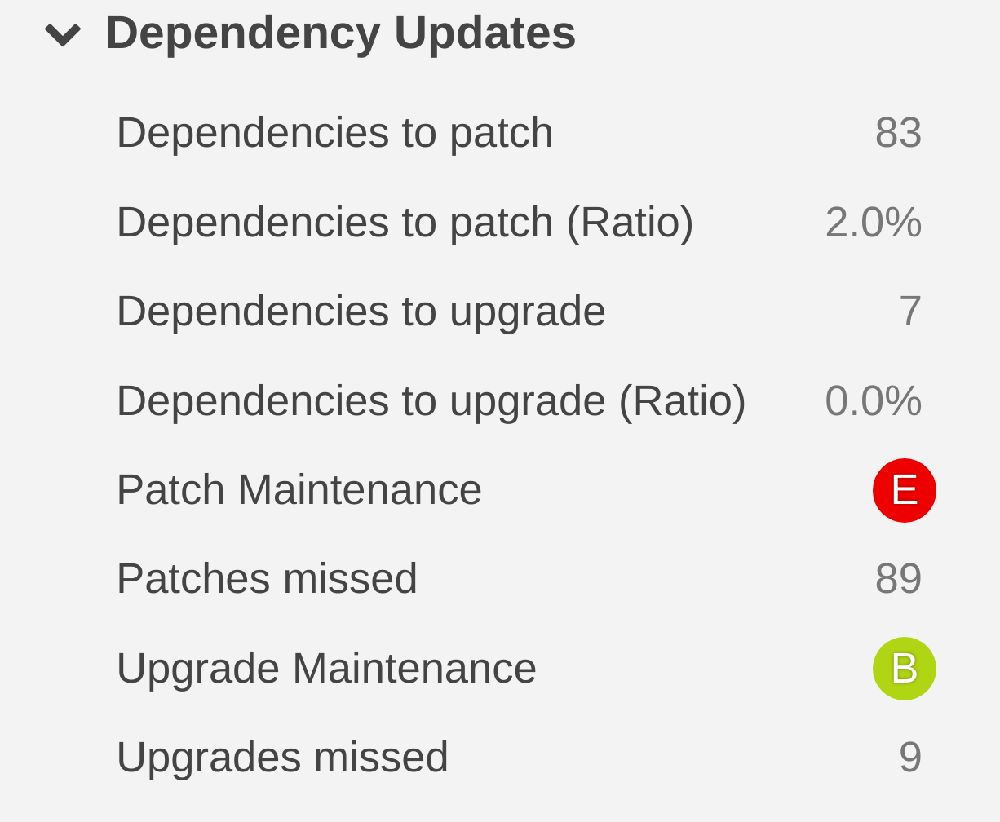 Dependency Updates
Dependencies to patch 83
Dependencies to patch (Ratio) 2.0%
Dependencies to upgrade 7
Dependencies to upgrade (Ratio) 0.0%
Patch Maintenance E
Patches missed 89
Upgrade Maintenance B
Upgrades missed 9